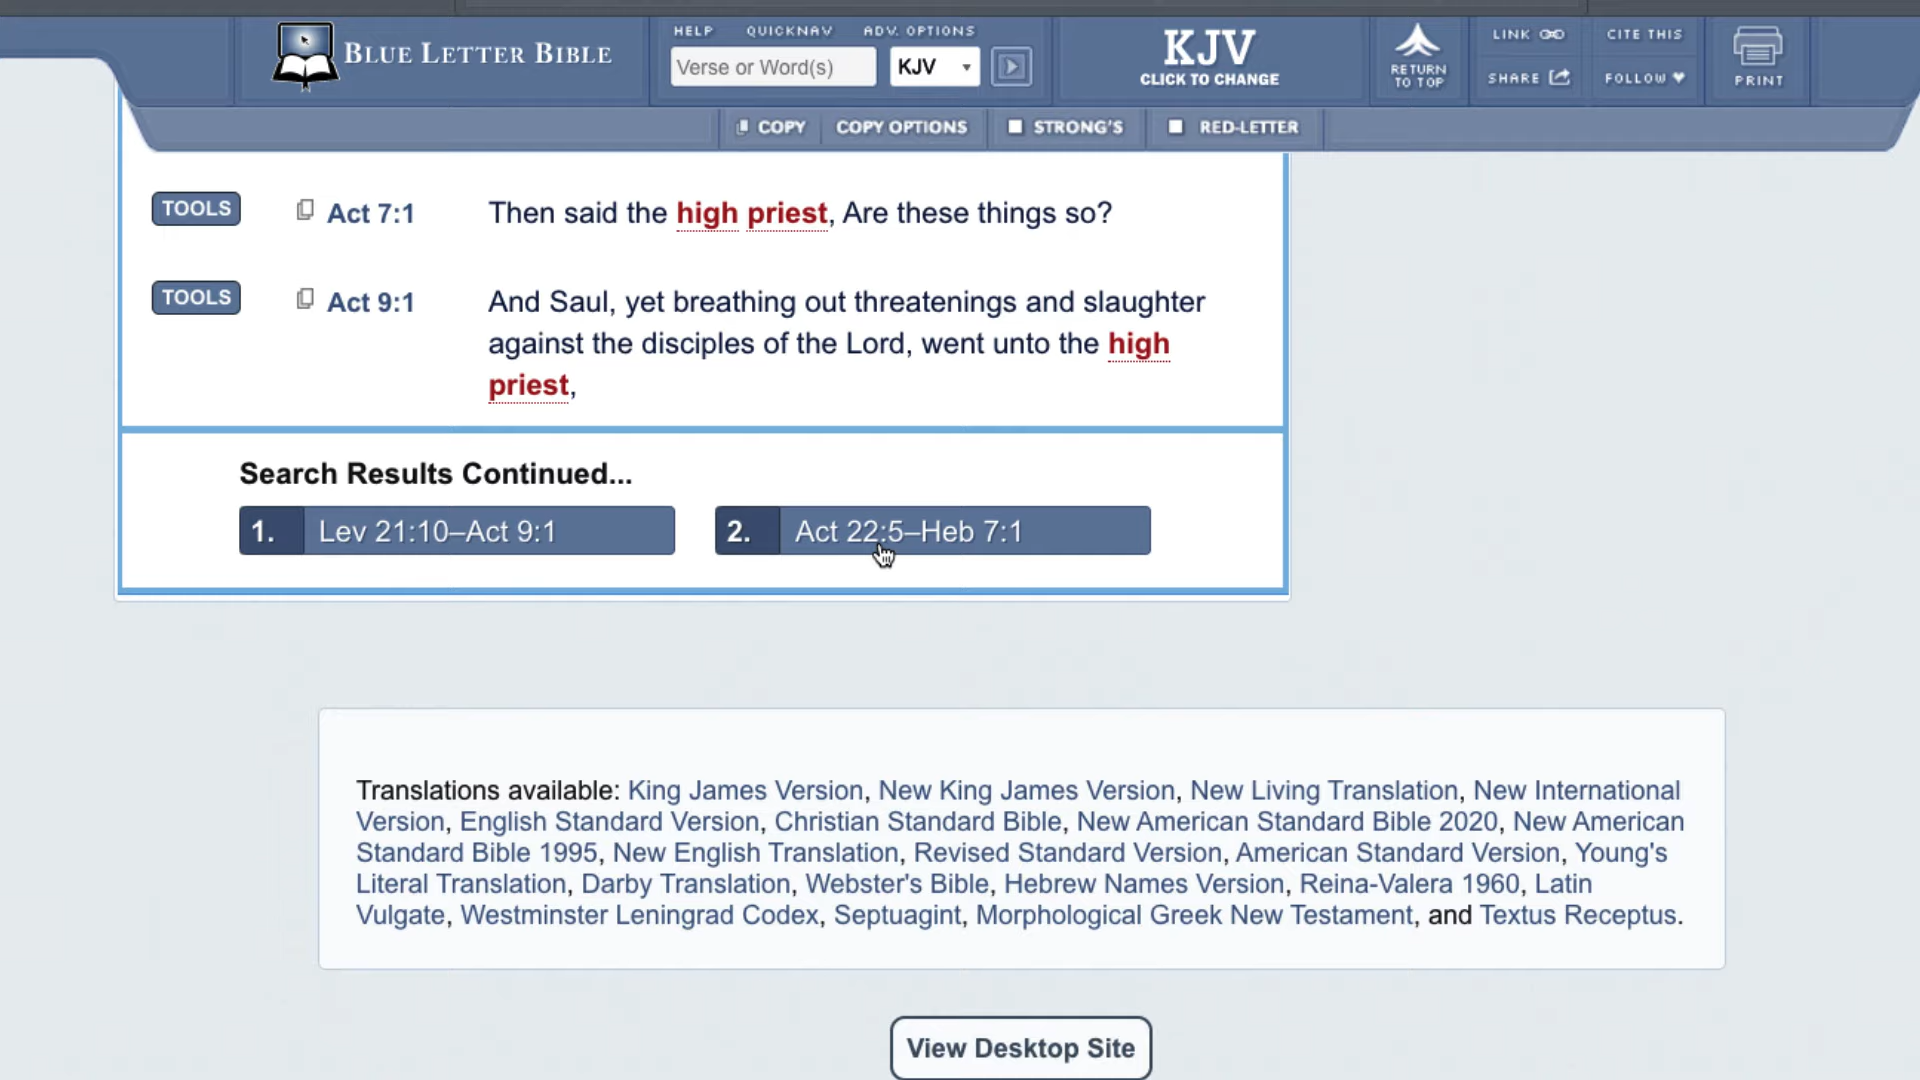 BLUE LETTER BIBLE
HELP QUICKNAV ADV. OPTIONS
Verse or Word(s) KJV
KJV
CLICK TO CHANGE
RETURN
TO TOP
LINK
SHARE
CITE THIS
FOLLOW
PRINT
COPY COPY OPTIONS STRONG'S RED-LETTER
TOOLS Act 7:1 Then said the high priest, Are these things so?
TOOLS Act 9:1 And Saul, yet breathing out threatenings and slaughter
against the disciples of the Lord, went unto the high
priest,
Search Results Continued...
1. Lev 21:10–Act 9:1 2. Act 22:5–Heb 7:1
Translations available: King James Version, New King James Version, New Living Translation, New International
Version, English Standard Version, Christian Standard Bible, New American Standard Bible 2020, New American
Standard Bible 1995, New English Translation, Revised Standard Version, American Standard Version, Young's
Literal Translation, Darby Translation, Webster's Bible, Hebrew Names Version, Reina-Valera 1960, Latin
Vulgate, Westminster Leningrad Codex, Septuagint, Morphological Greek New Testament, and Textus Receptus.
View Desktop Site